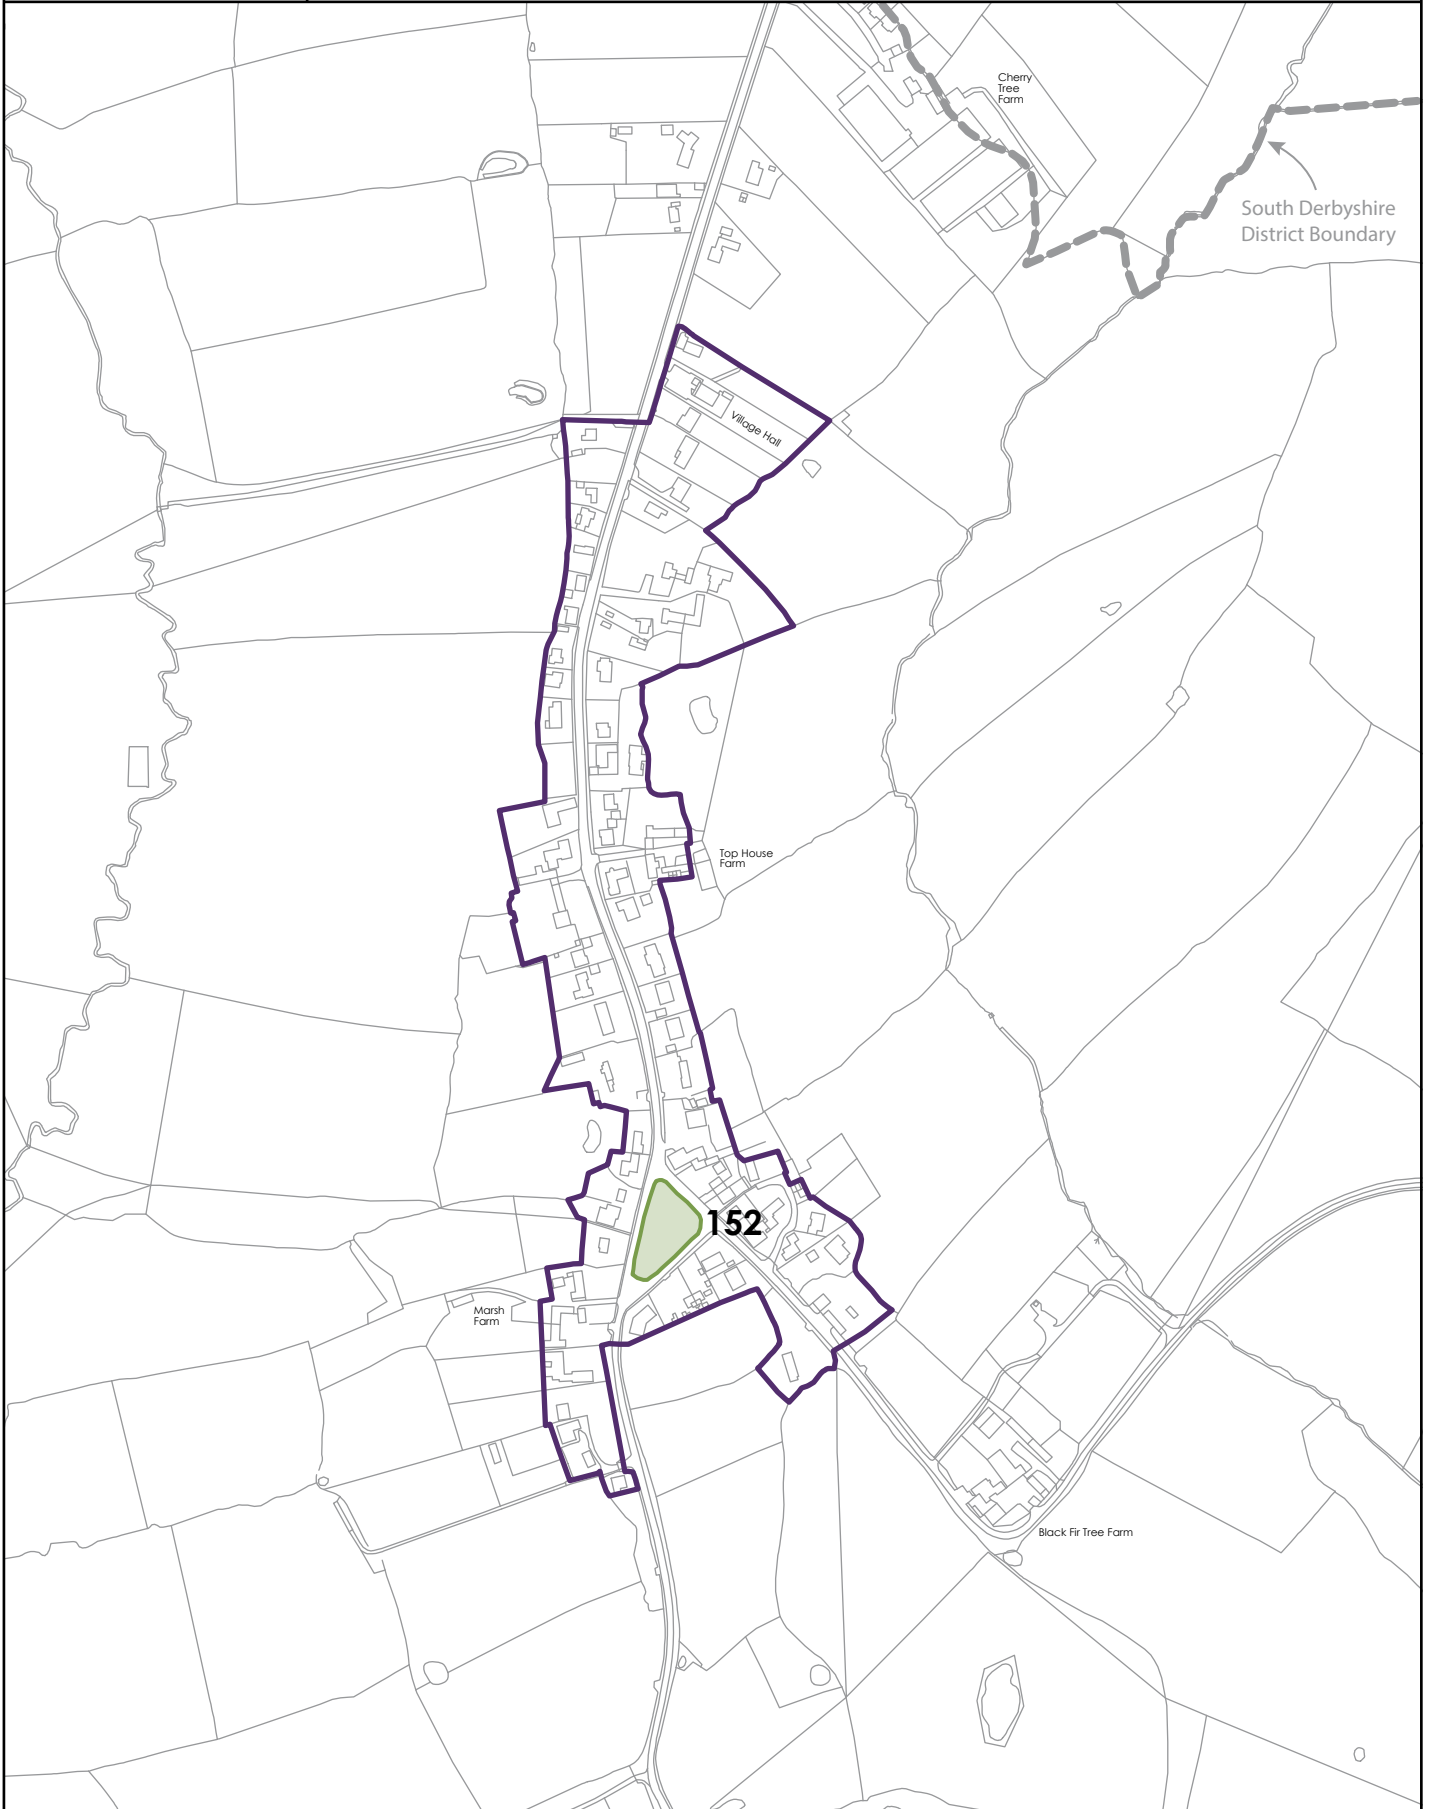 Cherry
Tree
Farm
South Derbyshire
District Boundary
Village Hall
Top House
Farm
152
Marsh
Farm
Black Fir Tree Farm